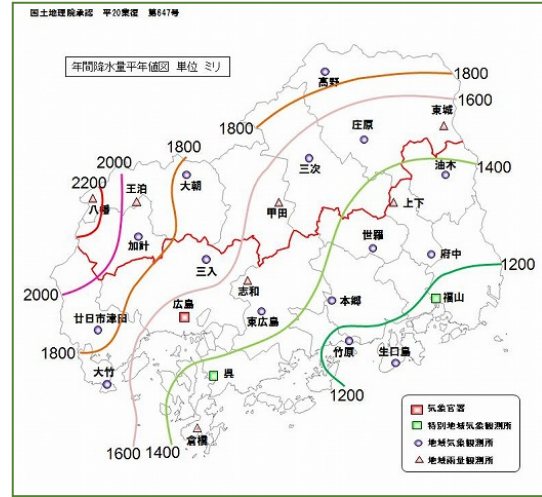 国土地理院承認 平20業復 第647号
年間降水量平年値図 単位 ミリ
高野
1800
1600
東城
1800
庄原
1800
2000
三次
油木
1400
2200
王泊
大朝
八幡
甲田
上下
加計
世羅
府中
三入
1200
2000
志和
広島
本郷
福山
廿日市津田
東広島
1800
竹原
生口島
大竹
呉
1200
倉橋
1600
1400
気象官署
特別地域気象観測所
地域気象観測所
地域雨量観測所